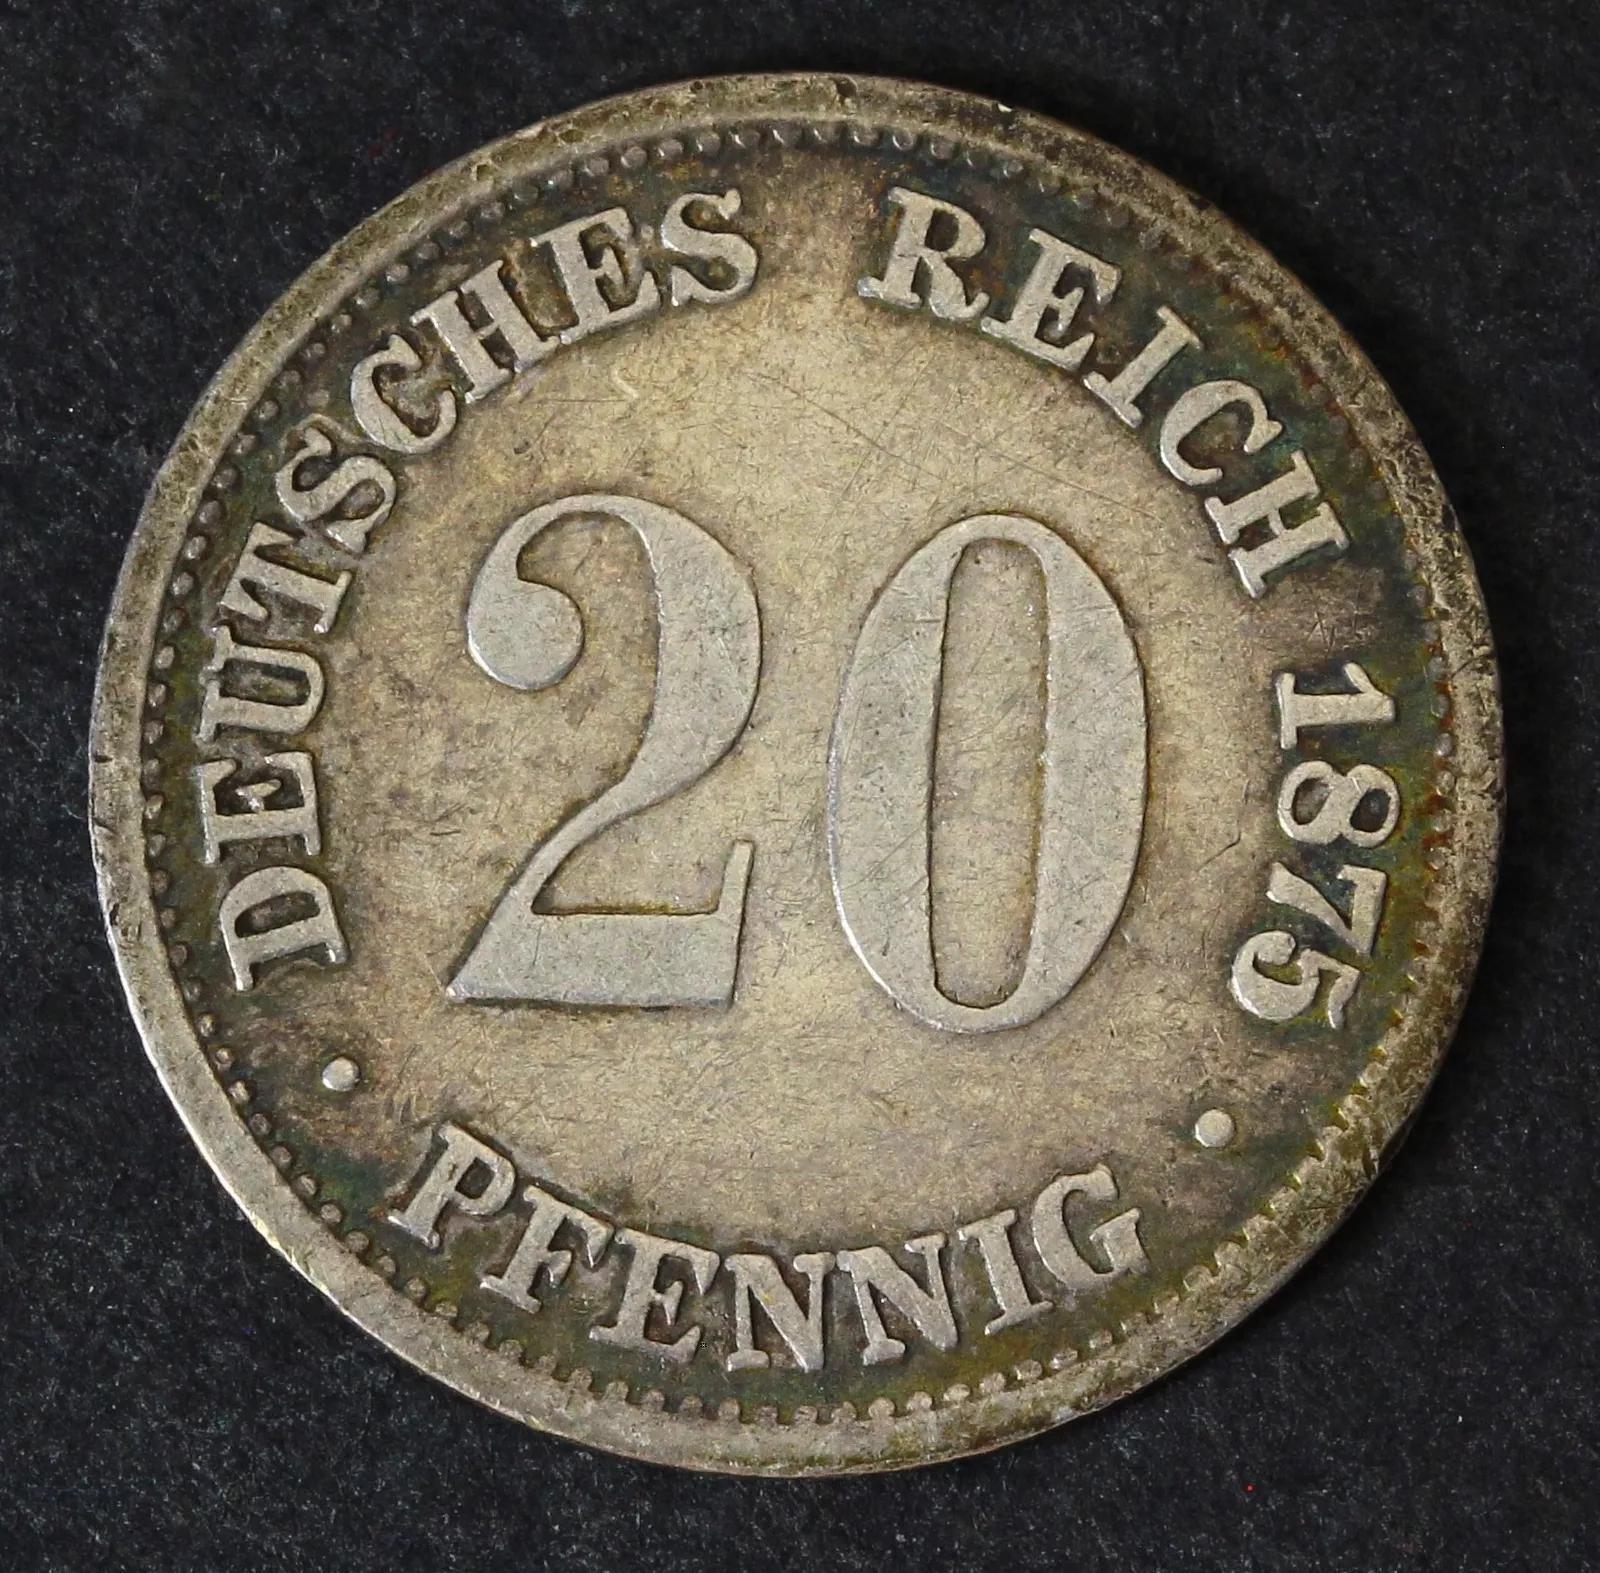 DEUTSCHES REICH 1875
20
· PFENNIG ·